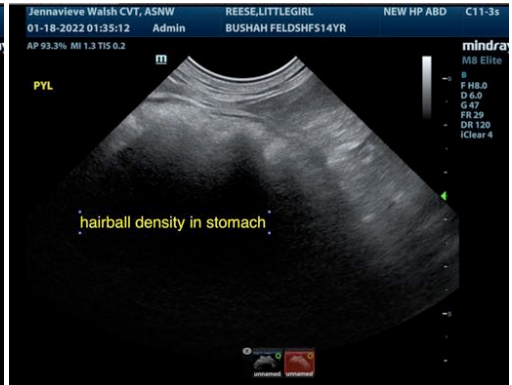 Jennavieve Walsh CVT, ASNW REESE,LITTLEGIRL NEW HP ABD C11-3s
01-18-2022 01:35:12 Admin BUSHAH FELDSHFS14YR
AP 93.3% MI 1.3 TIS 0.2
mindray
M8 Elite
m
PYL
B
F H8.0
D 6.0
G 47
FR 29
DR 120
iClear 4
hairball density in stomach
unnamed unnamed